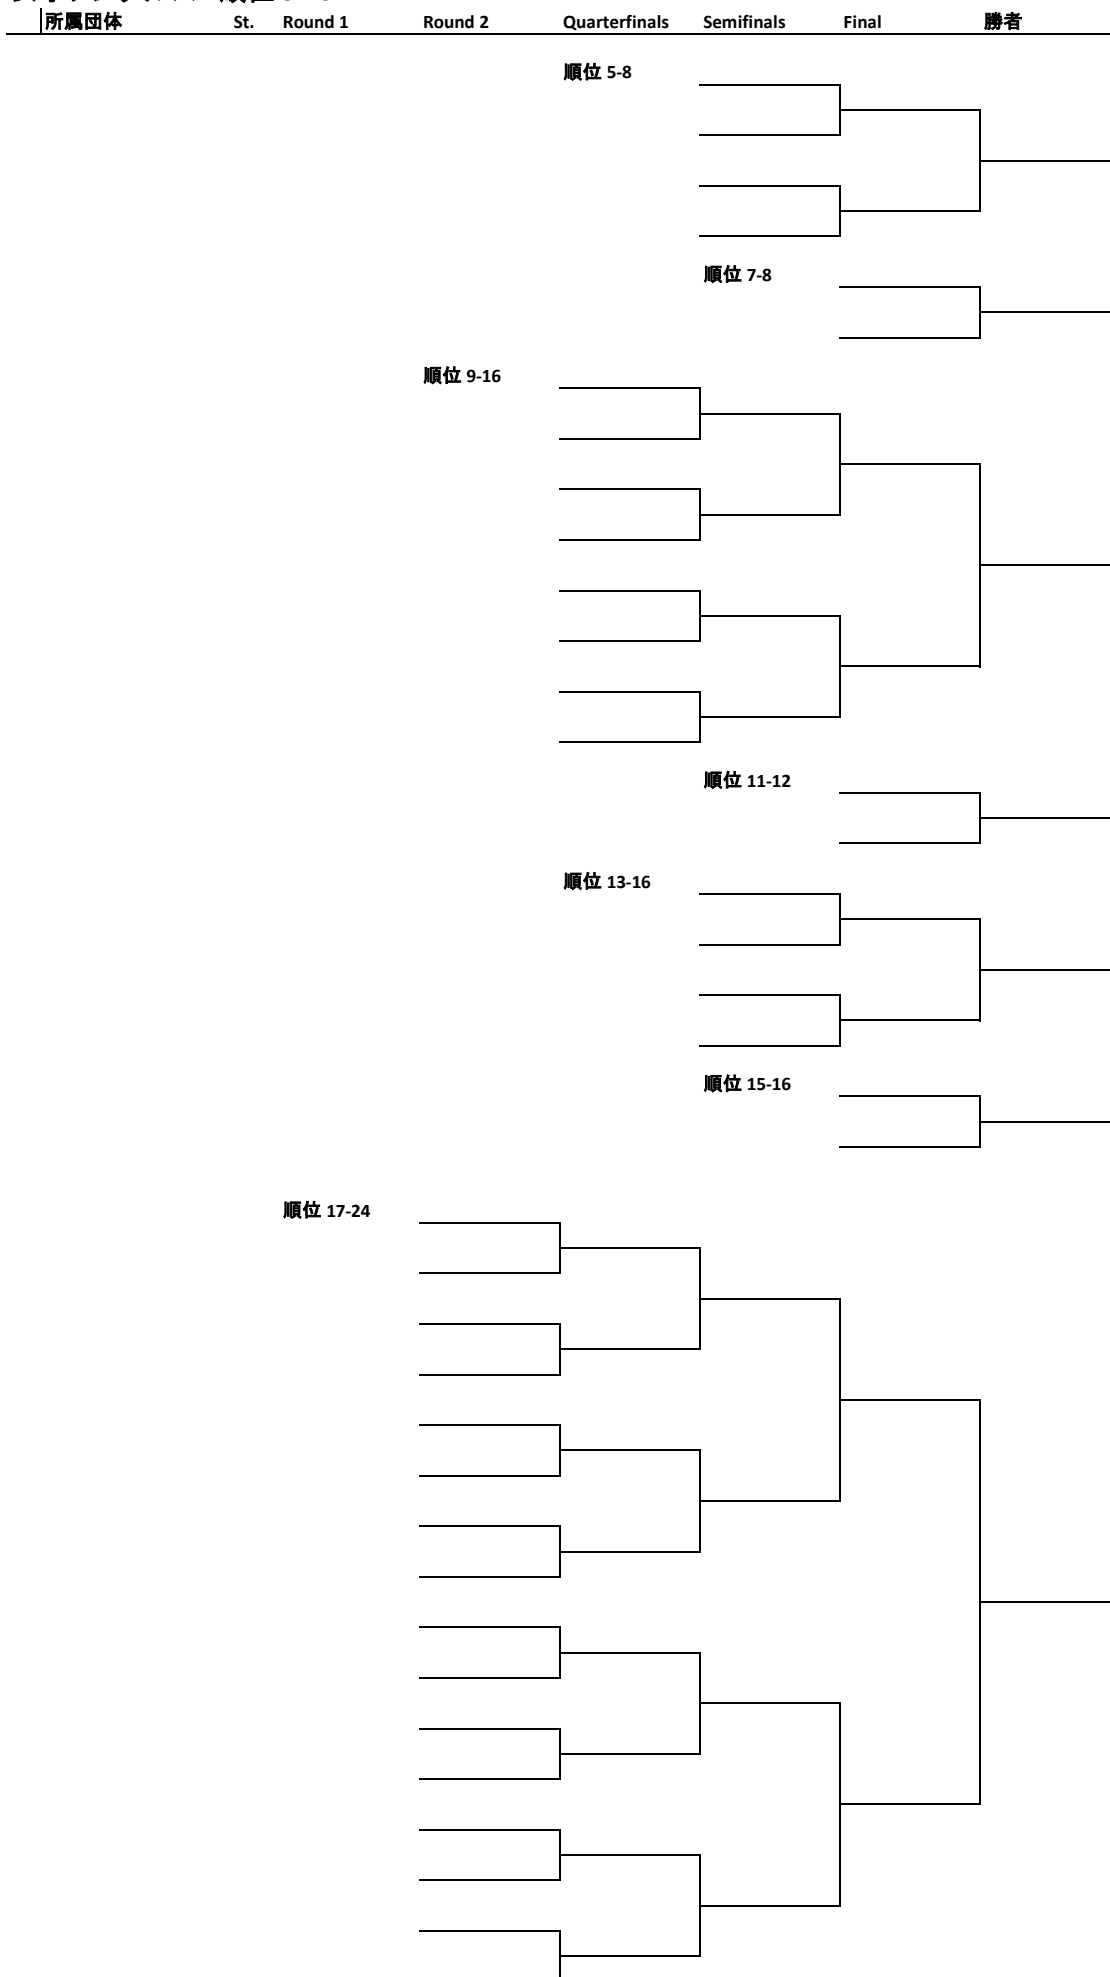 所属団体 St. Round 1 Round 2 Quarterfinals Semifinals Final 勝者
順位 5-8
順位 7-8
順位 9-16
順位 11-12
順位 13-16
順位 15-16
順位 17-24